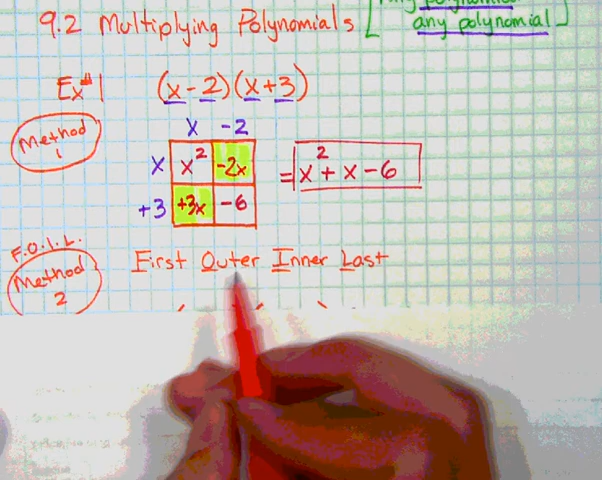 9.2 Multiplying Polynomials [
any polynomial ]
Ex#1 (x - 2)(x + 3)
Method 1
x -2
x x² -2x
+3 +3x -6
= x² + x - 6
F.O.I.L.
Method 2
First Outer Inner Last